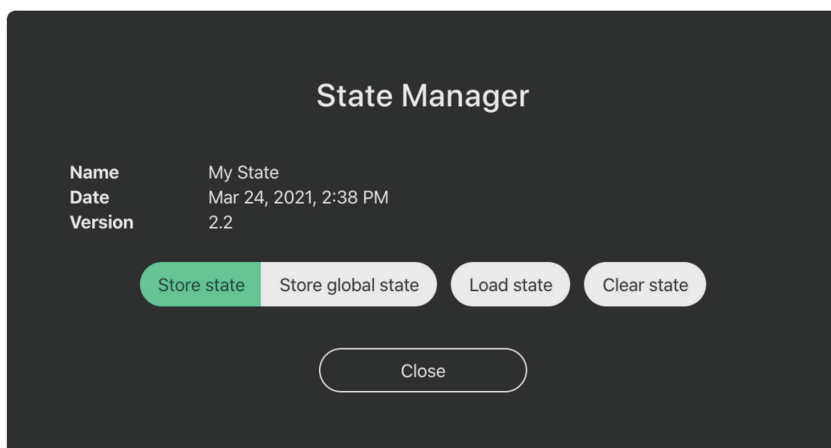 State Manager
Name My State
Date Mar 24, 2021, 2:38 PM
Version 2.2
Store state Store global state Load state Clear state
Close